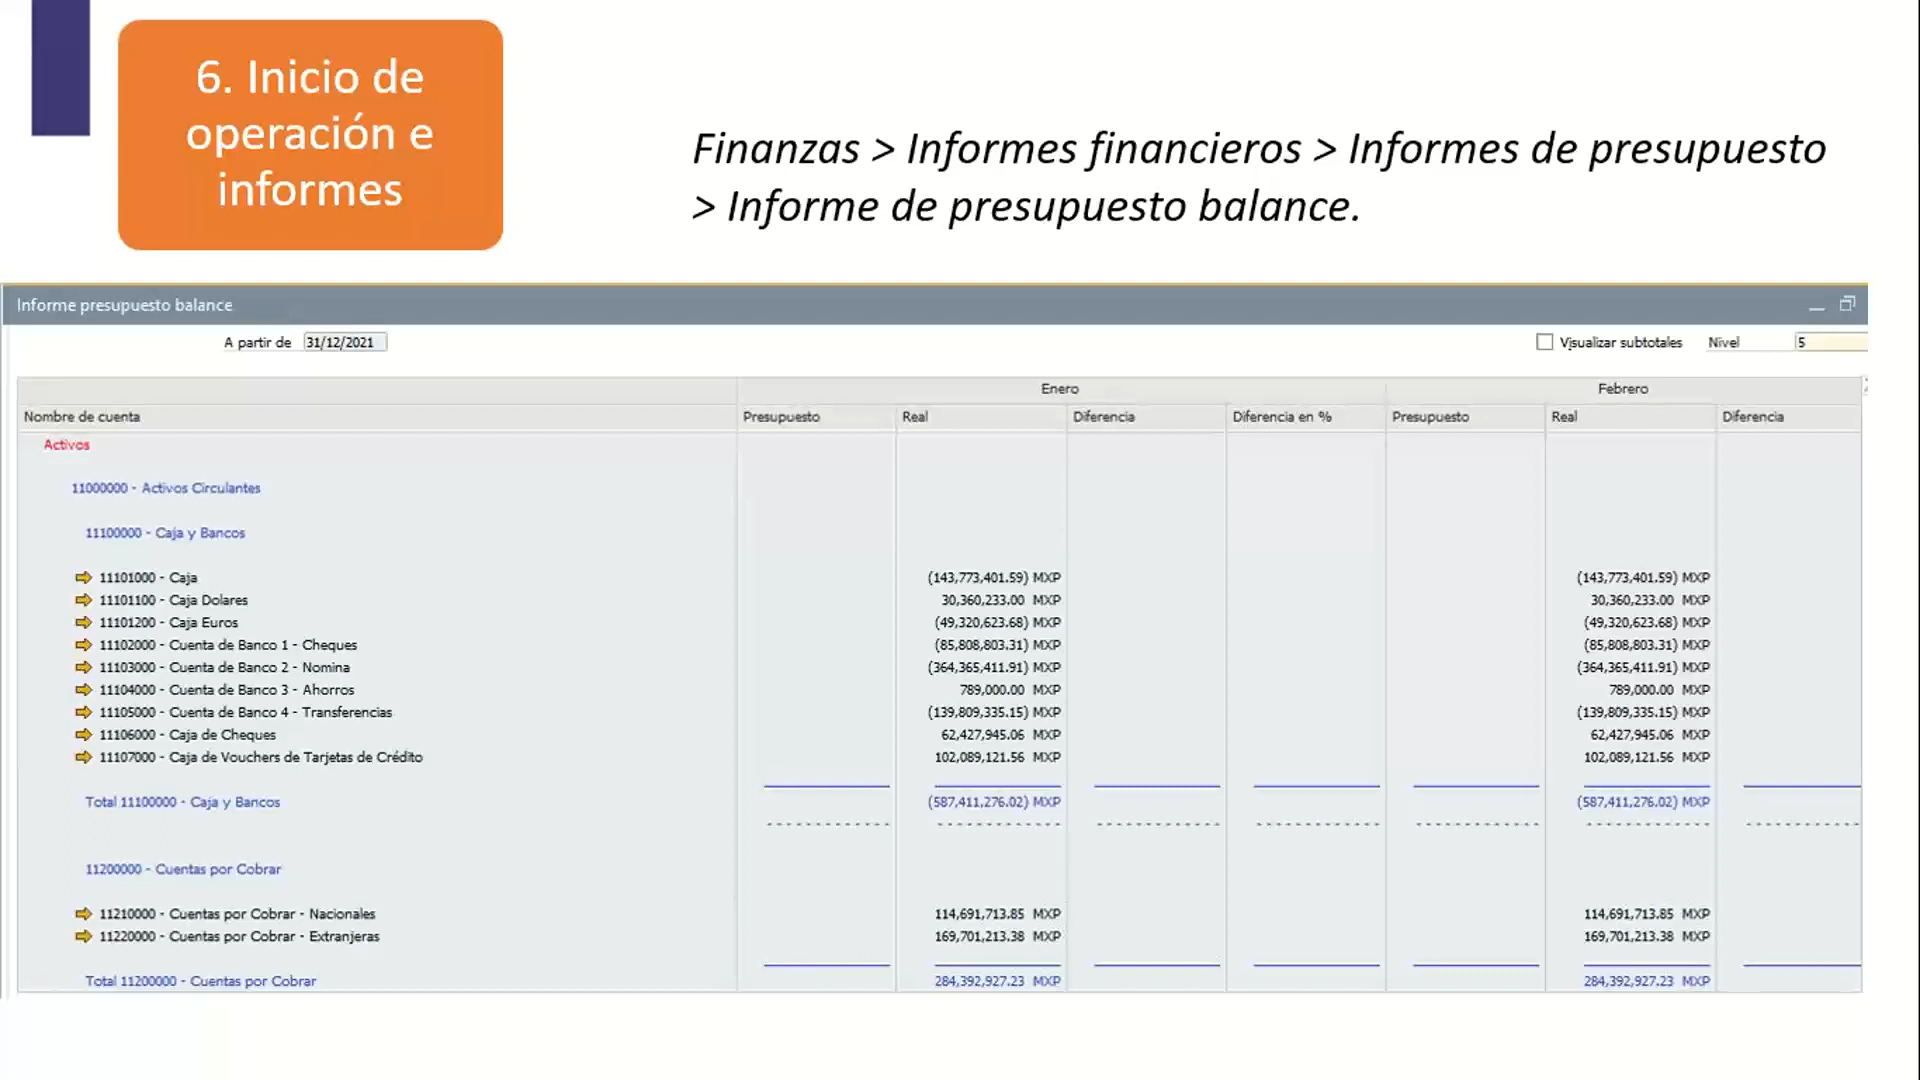 6. Inicio de
operación e
informes
Finanzas > Informes financieros > Informes de presupuesto
> Informe de presupuesto balance.
Informe presupuesto balance
A partir de 31/12/2021 Visualizar subtotales Nivel 5
Enero Febrero
Nombre de cuenta Presupuesto Real Diferencia Diferencia en % Presupuesto Real Diferencia
Activos
11000000 - Activos Circulantes
11100000 - Caja y Bancos
11101000 - Caja (143,773,401.59) MXP (143,773,401.59) MXP
11101100 - Caja Dolares 30,360,233.00 MXP 30,360,233.00 MXP
11101200 - Caja Euros (49,320,623.68) MXP (49,320,623.68) MXP
11102000 - Cuenta de Banco 1 - Cheques (85,808,803.31) MXP (85,808,803.31) MXP
11103000 - Cuenta de Banco 2 - Nomina (364,365,411.91) MXP (364,365,411.91) MXP
11104000 - Cuenta de Banco 3 - Ahorros 789,000.00 MXP 789,000.00 MXP
11105000 - Cuenta de Banco 4 - Transferencias (139,809,335.15) MXP (139,809,335.15) MXP
11106000 - Caja de Cheques 62,427,945.06 MXP 62,427,945.06 MXP
11107000 - Caja de Vouchers de Tarjetas de Crédito 102,089,121.56 MXP 102,089,121.56 MXP
Total 11100000 - Caja y Bancos (587,411,276.02) MXP (587,411,276.02) MXP
11200000 - Cuentas por Cobrar
11210000 - Cuentas por Cobrar - Nacionales 114,691,713.85 MXP 114,691,713.85 MXP
11220000 - Cuentas por Cobrar - Extranjeras 169,701,213.38 MXP 169,701,213.38 MXP
Total 11200000 - Cuentas por Cobrar 284,392,927.23 MXP 284,392,927.23 MXP